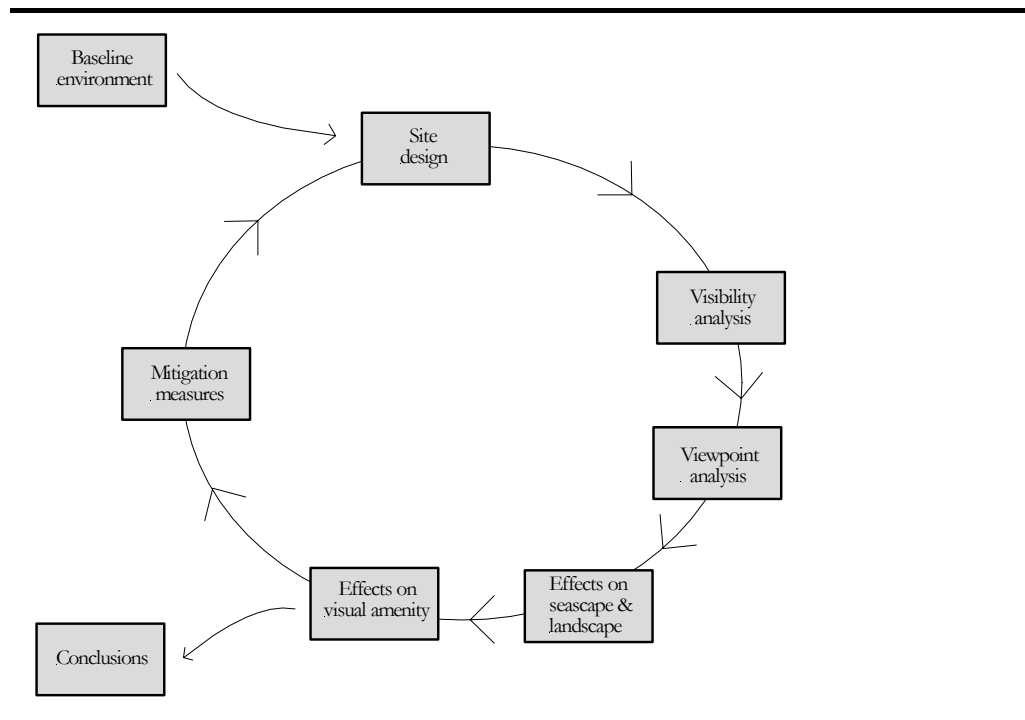 Baseline
environment
Site
design
Visibility
analysis
Viewpoint
analysis
Effects on
seascape &
landscape
Effects on
visual amenity
Mitigation
measures
Conclusions